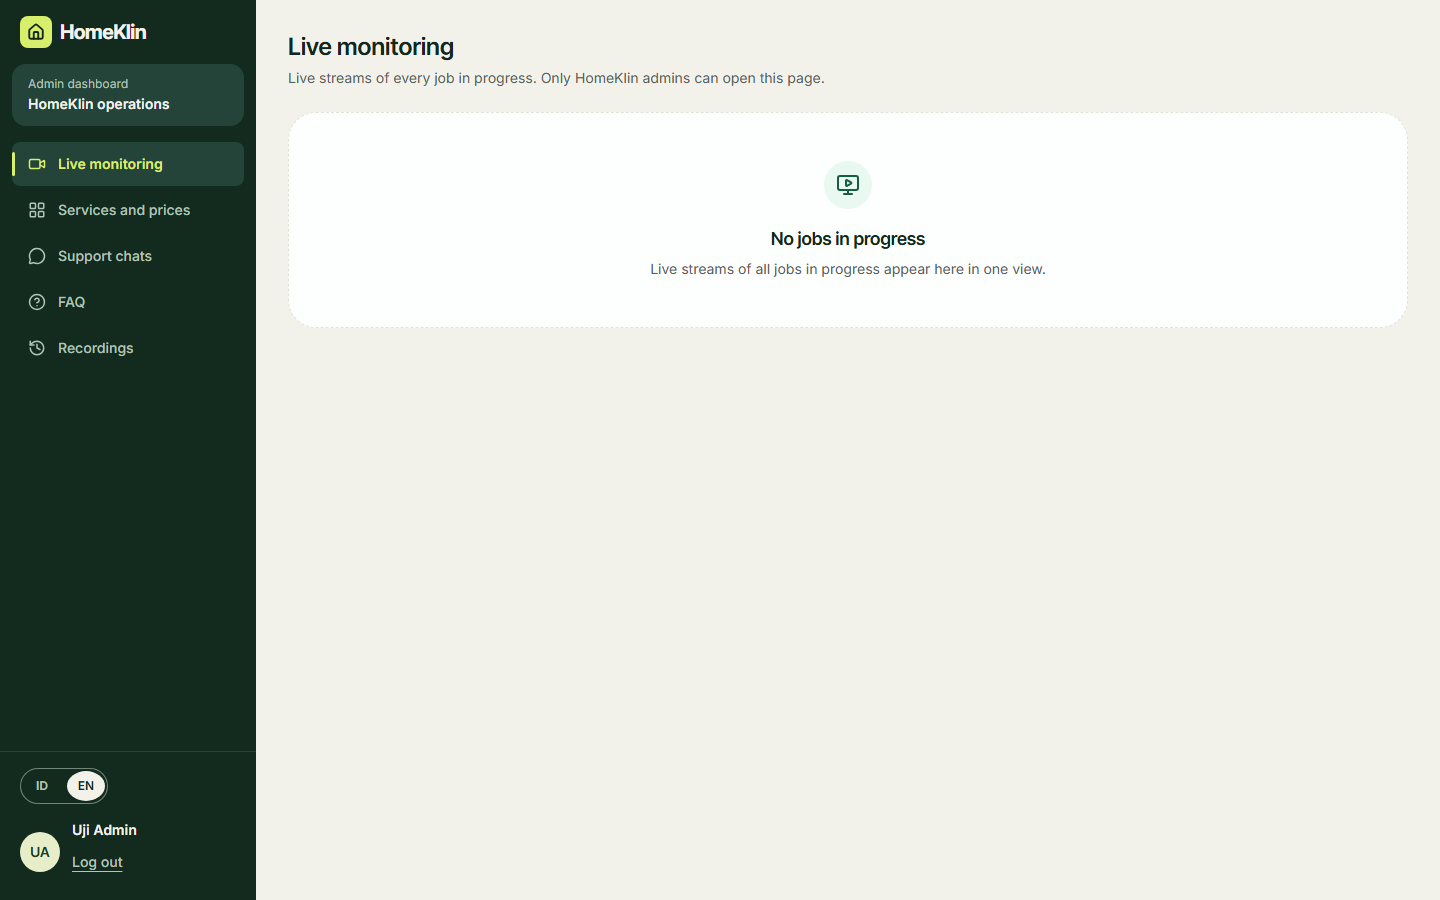 HomeKlin
Admin dashboard
HomeKlin operations
Live monitoring
Services and prices
Support chats
FAQ
Recordings
ID
EN
UA
Uji Admin
Log out
Live monitoring
Live streams of every job in progress. Only HomeKlin admins can open this page.
No jobs in progress
Live streams of all jobs in progress appear here in one view.